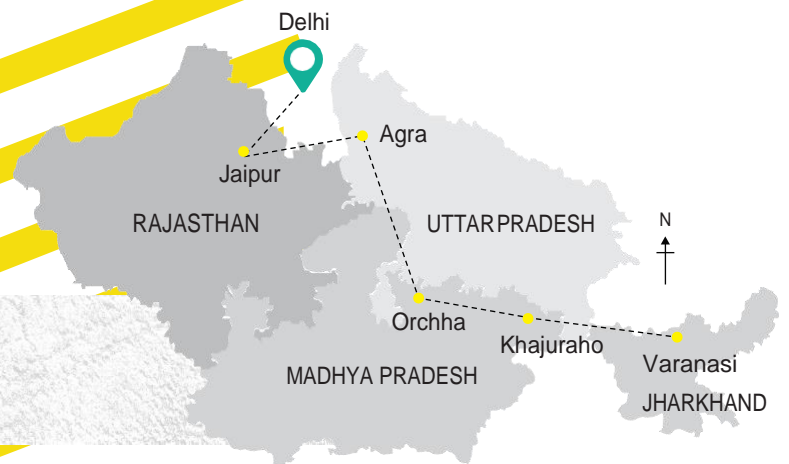 Delhi
Agra
Jaipur
RAJASTHAN
UTTAR PRADESH
N
Orchha
Khajuraho
Varanasi
MADHYA PRADESH
JHARKHAND